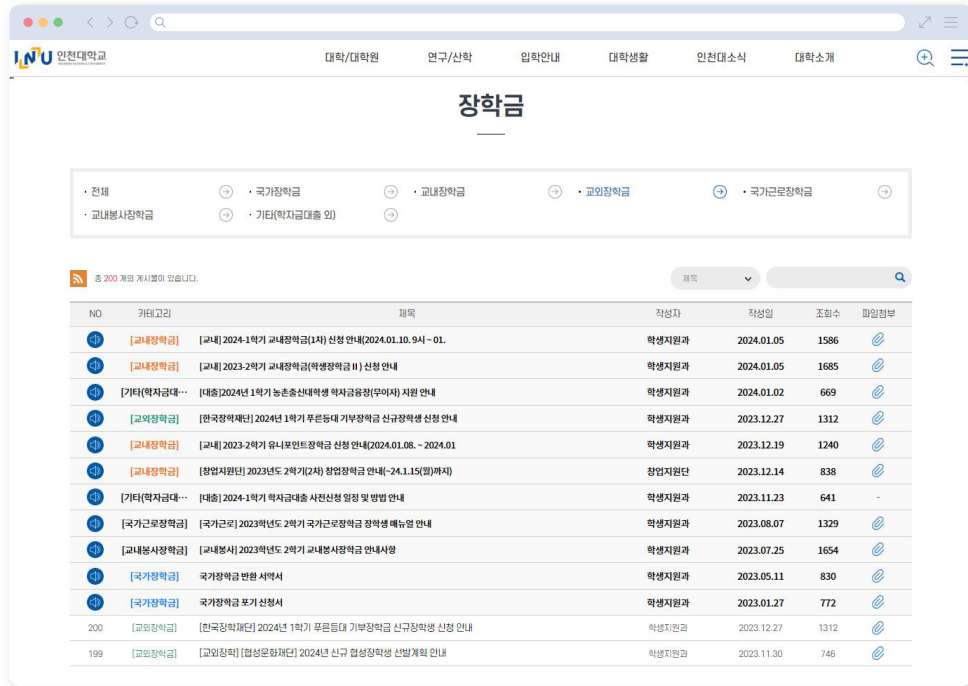 INU 인천대학교
대학/대학원 연구/산학 입학안내 대학생활 인천대소식 대학소개
장학금
· 전체 · 국가장학금 · 교내장학금 · 교외장학금 · 국가근로장학금
· 교내봉사장학금 · 기타(학자금대출 외)
총 200 개의 게시물이 있습니다. 제목
NO 카테고리 제목 작성자 작성일 조회수 파일첨부
[교내장학금] [교내] 2024-1학기 교내장학금(1차) 신청 안내(2024.01.10. 9시 ~ 01. 학생지원과 2024.01.05 1586
[교내장학금] [교내] 2023-2학기 교내장학금(학생장학금 II ) 신청 안내 학생지원과 2024.01.05 1685
[기타(학자금대… [대출]2024년 1학기 농촌출신대학생 학자금융장(무이자) 지원 안내 학생지원과 2024.01.02 669
[교외장학금] [한국장학재단] 2024년 1학기 푸른등대 기부장학금 신규장학생 신청 안내 학생지원과 2023.12.27 1312
[교내장학금] [교내] 2023-2학기 유니포인트장학금 신청 안내(2024.01.08. ~ 2024.01 학생지원과 2023.12.19 1240
[교내장학금] [창업지원단] 2023년도 2학기(2차) 창업장학금 안내(~24.1.15(월)까지) 창업지원단 2023.12.14 838
[기타(학자금대… [대출] 2024-1학기 학자금대출 사전신청 일정 및 방법 안내 학생지원과 2023.11.23 641 -
[국가근로장학금] [국가근로] 2023학년도 2학기 국가근로장학금 장학생 매뉴얼 안내 학생지원과 2023.08.07 1329
[교내봉사장학금] [교내봉사] 2023학년도 2학기 교내봉사장학금 안내사항 학생지원과 2023.07.25 1654
[국가장학금] 국가장학금 반환 서약서 학생지원과 2023.05.11 830
[국가장학금] 국가장학금 포기 신청서 학생지원과 2023.01.27 772
200 [교외장학금] [한국장학재단] 2024년 1학기 푸른등대 기부장학금 신규장학생 신청 안내 학생지원과 2023.12.27 1312
199 [교외장학금] [교외장학] [협성문화재단] 2024년 신규 협성장학생 선발계획 안내 학생지원과 2023.11.30 746